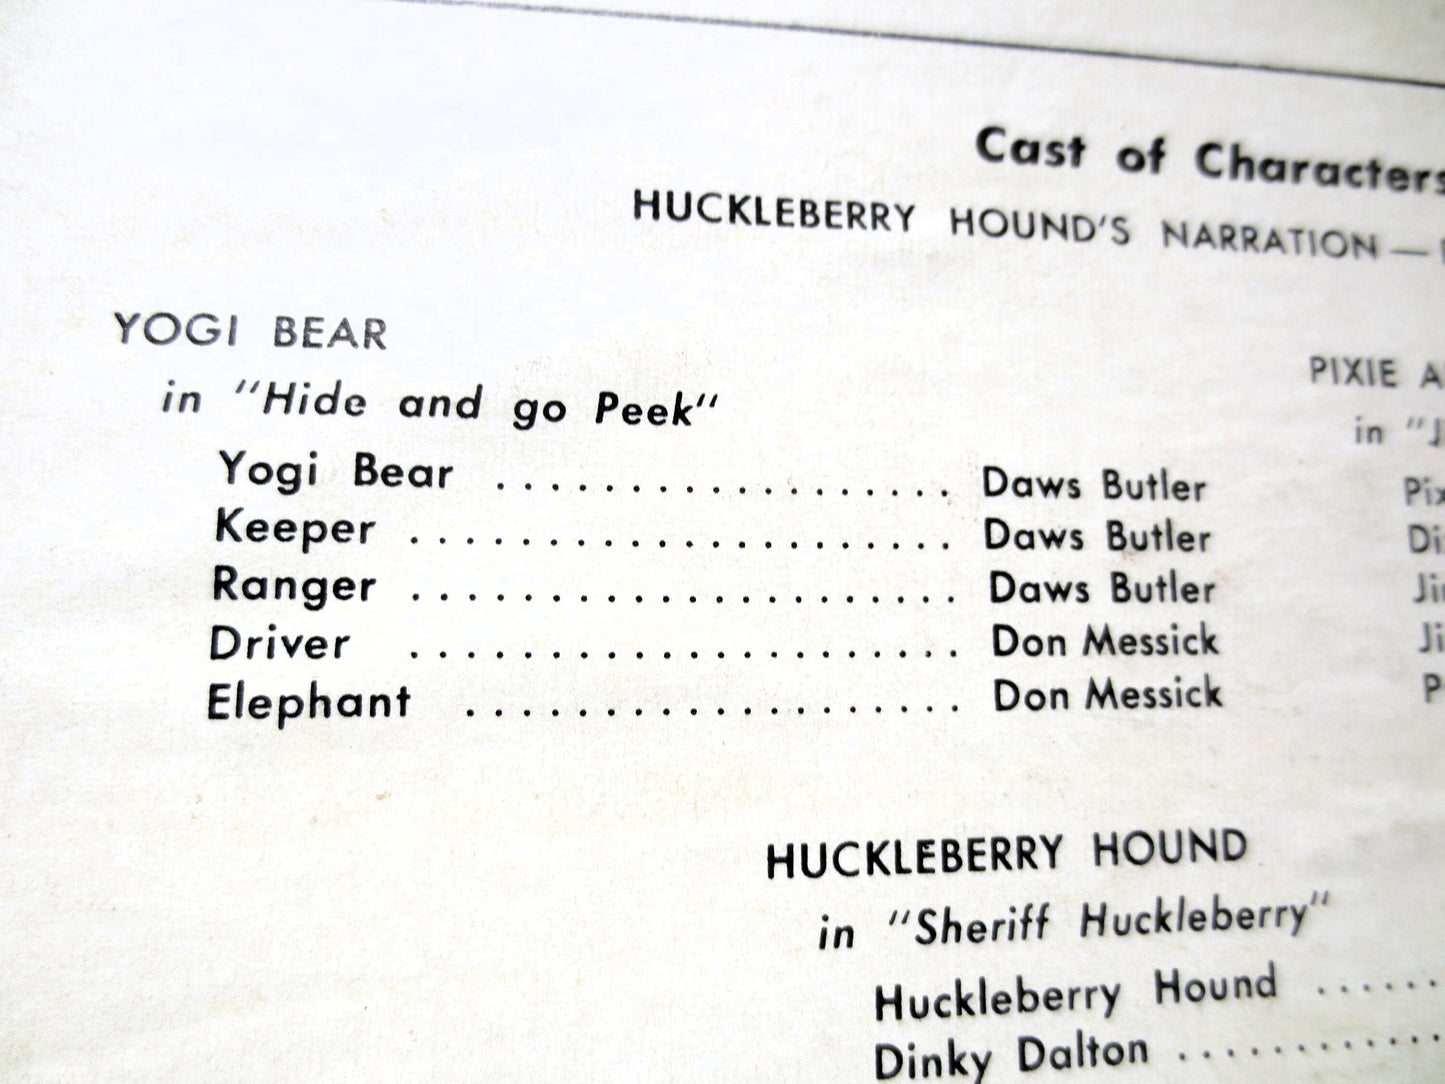 Cast of Characters
HUCKLEBERRY HOUND'S NARRATION —
YOGI BEAR
in "Hide and go Peek"
Yogi Bear . . . . . . . . . . . . . . . . . Daws Butler
Keeper . . . . . . . . . . . . . . . . . . . . Daws Butler
Ranger . . . . . . . . . . . . . . . . . . . . Daws Butler
Driver . . . . . . . . . . . . . . . . . . . . Don Messick
Elephant . . . . . . . . . . . . . . . . . . Don Messick
PIXIE
in
HUCKLEBERRY HOUND
in "Sheriff Huckleberry"
Huckleberry Hound . . . . . .
Dinky Dalton . . . . . . . . . . .